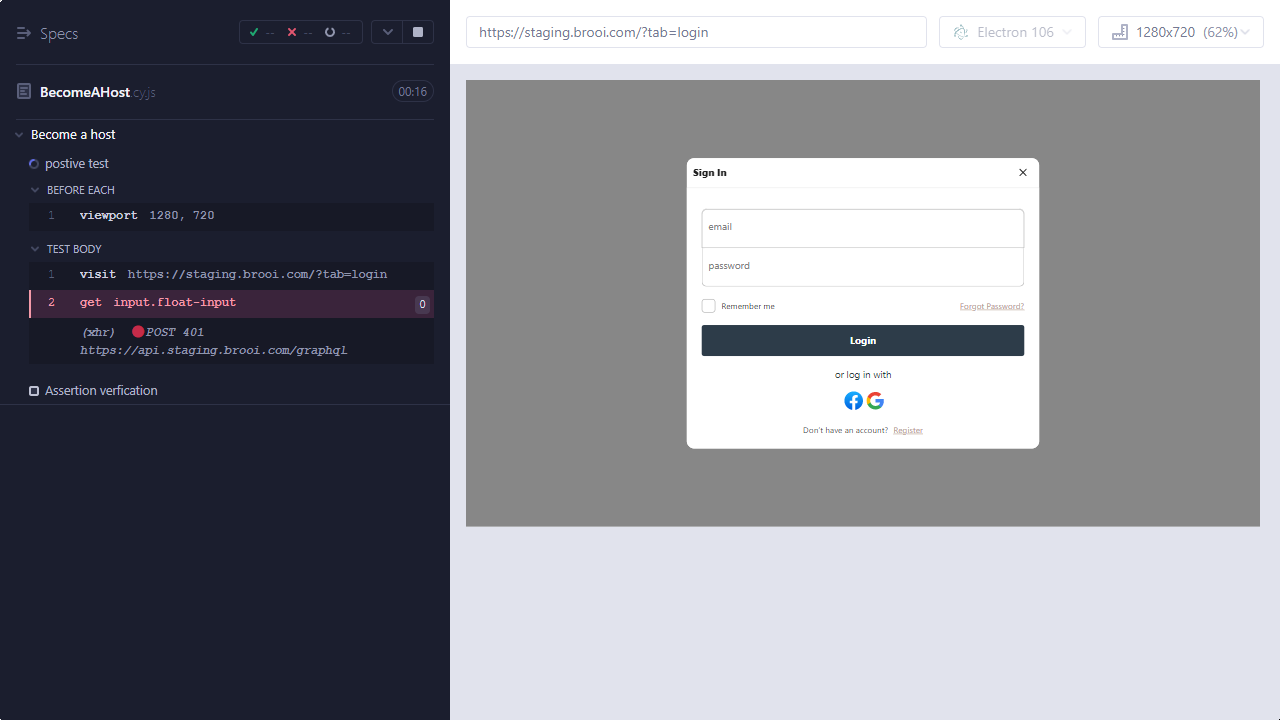 Specs
-- -- --
BecomeAHost.cy.js 00:16
Become a host
postive test
BEFORE EACH
1 viewport 1280, 720
TEST BODY
1 visit https://staging.brooi.com/?tab=login
2 get input.float-input 0
(xhr) POST 401
https://api.staging.brooi.com/graphql
Assertion verfication
https://staging.brooi.com/?tab=login
Electron 106
1280x720 (62%)
Sign In
email
password
Remember me Forgot Password?
Login
or log in with
Don't have an account? Register